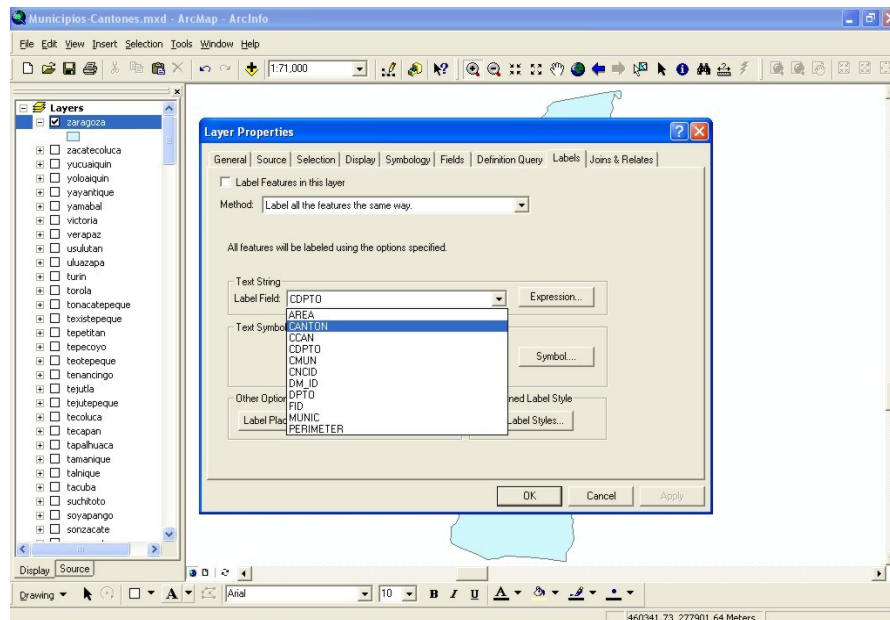 Municipios-Cantones.mxd - ArcMap - ArcInfo
File Edit View Insert Selection Tools Window Help
1:71,000
Layers
zaragoza
zacatecoluca
yucuaiquin
yoloaiquin
yayantique
yamabal
victoria
verapaz
usulutan
uluazapa
turin
torola
tonacatepeque
texistepeque
tepetitan
tepecoyo
teotepeque
tenancingo
tejutla
tejutepeque
tecoluca
tecapan
tapalhuaca
tamanique
talnique
tacuba
suchitoto
soyapango
sonzacate
Display Source
Layer Properties
General Source Selection Display Symbology Fields Definition Query Labels Joins & Relates
Label Features in this layer
Method: Label all the features the same way.
All features will be labeled using the options specified.
Text String
Label Field: CDPTO Expression...
AREA
Text Symbol CANTON
CCAN
CDPTO
CMUN Symbol...
CNCID
DM_ID
DPTO
Other Option FID ned Label Style
Label Plac MUNIC Label Styles...
PERIMETER
OK Cancel Apply
Drawing A Arial 10 B I U A
460341.73 277901.64 Meters